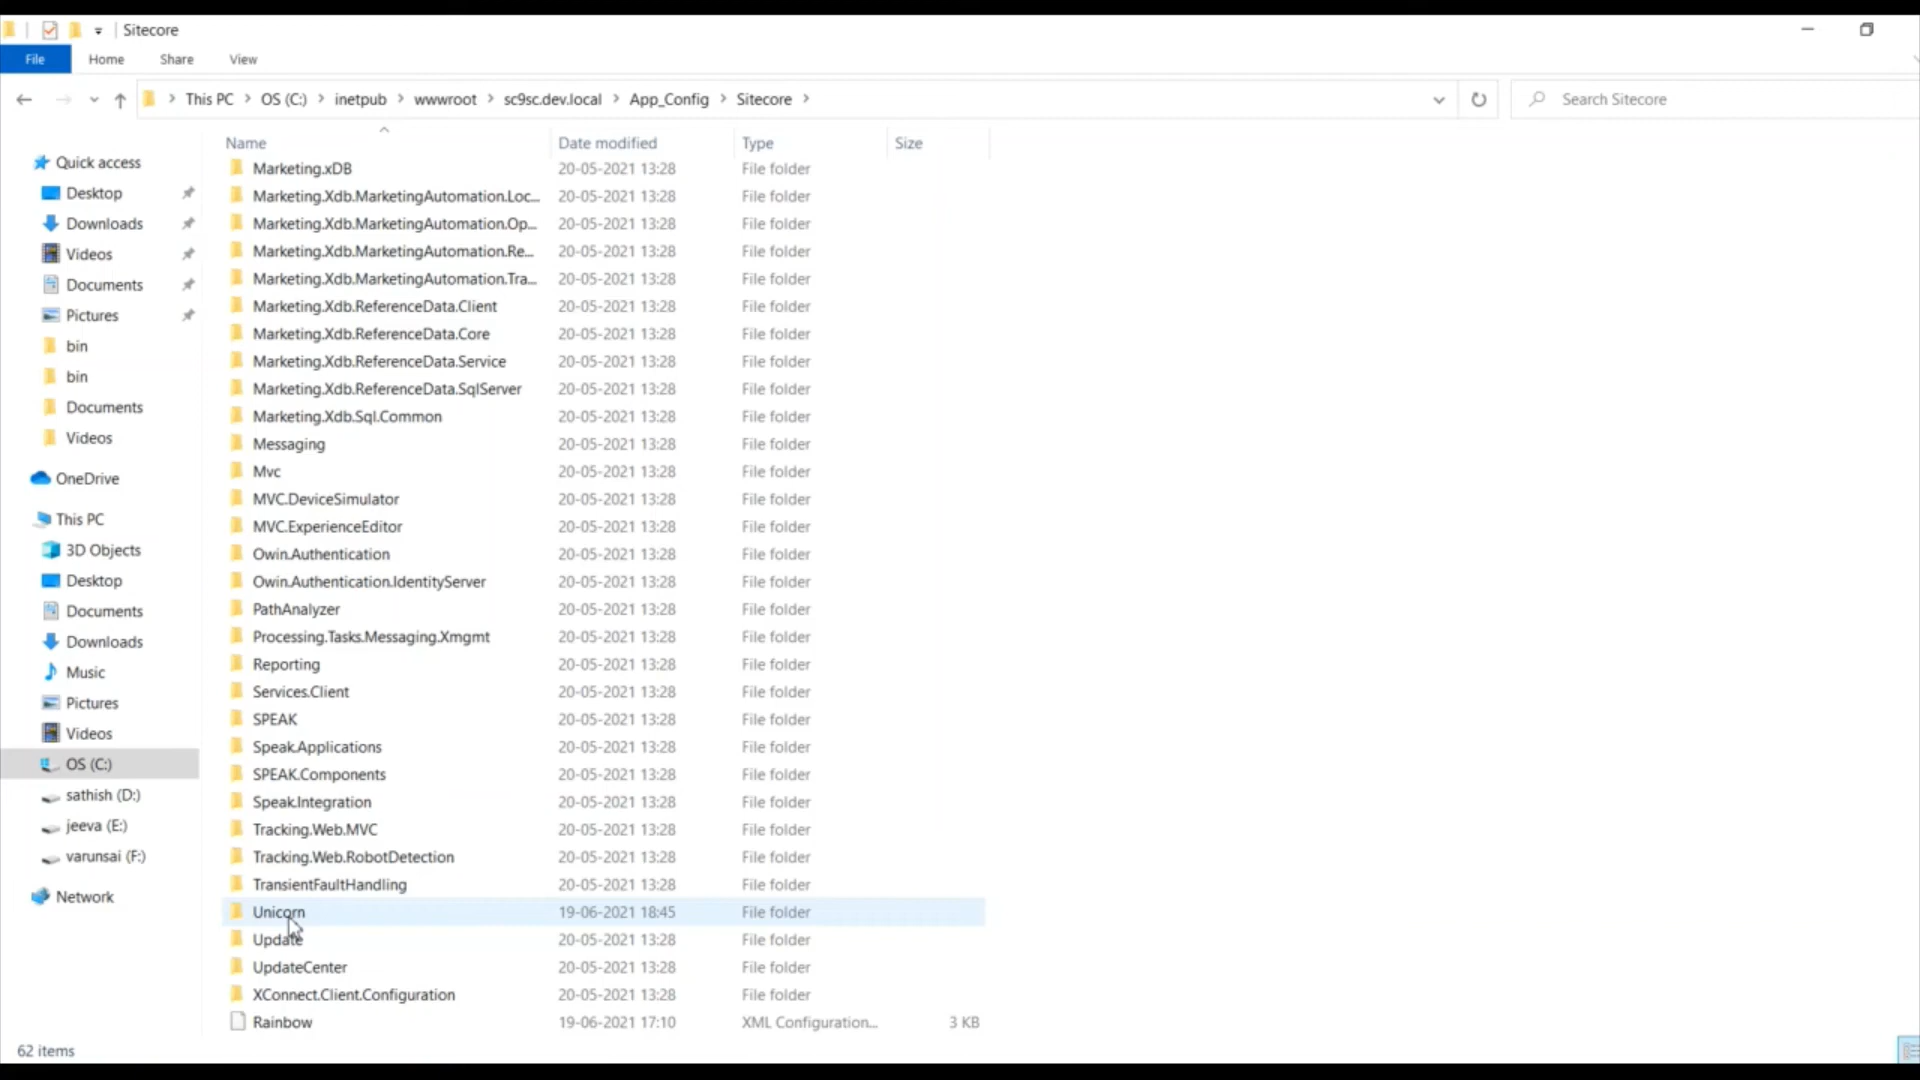 Sitecore
File Home Share View
This PC OS (C:) inetpub wwwroot sc9sc.dev.local App_Config Sitecore Search Sitecore
Name Date modified Type Size
Quick access
Desktop
Downloads
Videos
Documents
Pictures
bin
bin
Documents
Videos
OneDrive
This PC
3D Objects
Desktop
Documents
Downloads
Music
Pictures
Videos
OS (C:)
sathish (D:)
jeeva (E:)
varunsai (F:)
Network
Marketing.xDB 20-05-2021 13:28 File folder
Marketing.Xdb.MarketingAutomation.Loc... 20-05-2021 13:28 File folder
Marketing.Xdb.MarketingAutomation.Op... 20-05-2021 13:28 File folder
Marketing.Xdb.MarketingAutomation.Re... 20-05-2021 13:28 File folder
Marketing.Xdb.MarketingAutomation.Tra... 20-05-2021 13:28 File folder
Marketing.Xdb.ReferenceData.Client 20-05-2021 13:28 File folder
Marketing.Xdb.ReferenceData.Core 20-05-2021 13:28 File folder
Marketing.Xdb.ReferenceData.Service 20-05-2021 13:28 File folder
Marketing.Xdb.ReferenceData.SqlServer 20-05-2021 13:28 File folder
Marketing.Xdb.Sql.Common 20-05-2021 13:28 File folder
Messaging 20-05-2021 13:28 File folder
Mvc 20-05-2021 13:28 File folder
MVC.DeviceSimulator 20-05-2021 13:28 File folder
MVC.ExperienceEditor 20-05-2021 13:28 File folder
Owin.Authentication 20-05-2021 13:28 File folder
Owin.Authentication.IdentityServer 20-05-2021 13:28 File folder
PathAnalyzer 20-05-2021 13:28 File folder
Processing.Tasks.Messaging.Xmgmt 20-05-2021 13:28 File folder
Reporting 20-05-2021 13:28 File folder
Services.Client 20-05-2021 13:28 File folder
SPEAK 20-05-2021 13:28 File folder
Speak.Applications 20-05-2021 13:28 File folder
SPEAK.Components 20-05-2021 13:28 File folder
Speak.Integration 20-05-2021 13:28 File folder
Tracking.Web.MVC 20-05-2021 13:28 File folder
Tracking.Web.RobotDetection 20-05-2021 13:28 File folder
TransientFaultHandling 20-05-2021 13:28 File folder
Unicorn 19-06-2021 18:45 File folder
Update 20-05-2021 13:28 File folder
UpdateCenter 20-05-2021 13:28 File folder
XConnect.Client.Configuration 20-05-2021 13:28 File folder
Rainbow 19-06-2021 17:10 XML Configuration... 3 KB
62 items